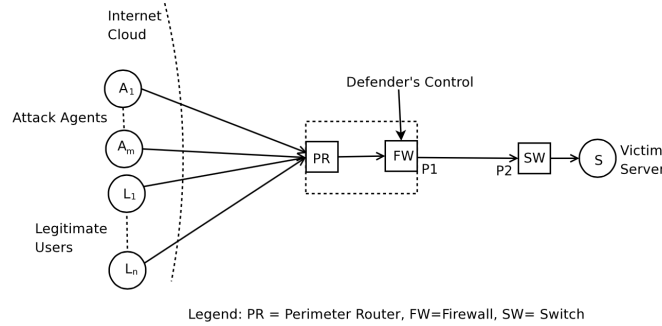 Internet
Cloud
Defender's Control
A1
Attack Agents
Am
PR
FW
SW
S
Victim
Server
P1
P2
L1
Legitimate
Users
Ln
Legend: PR = Perimeter Router, FW=Firewall, SW= Switch